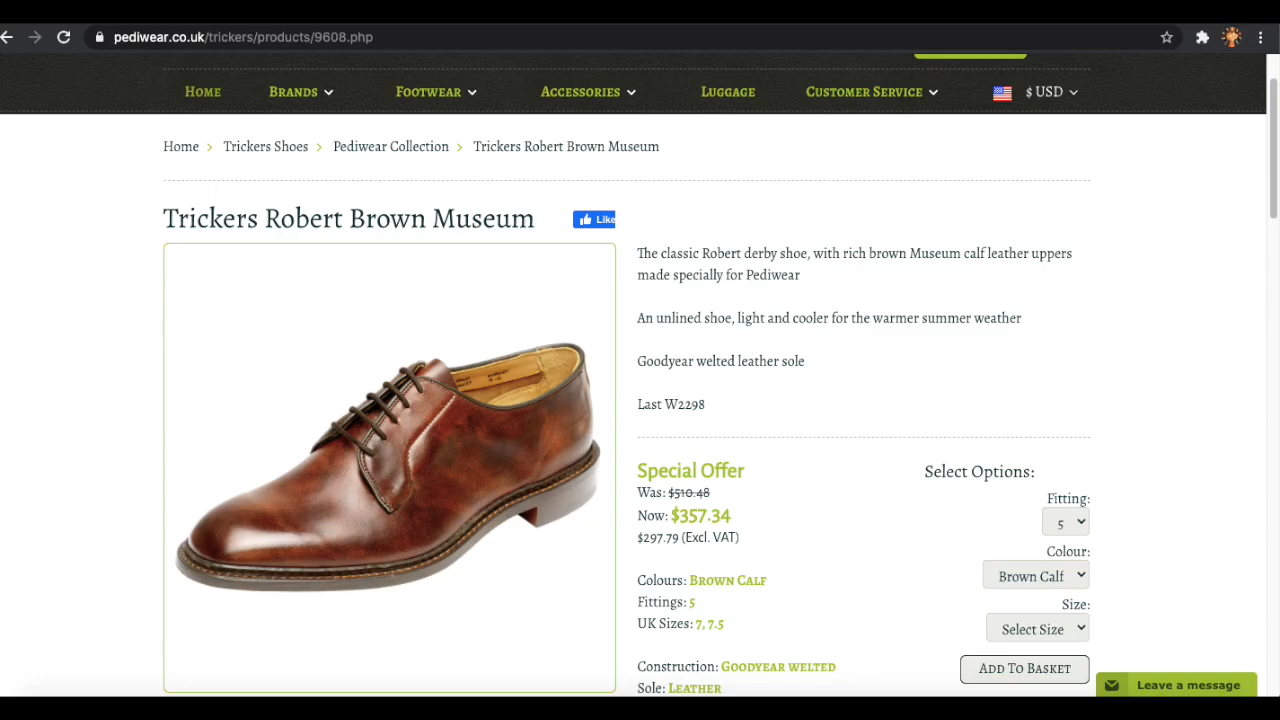 pediwear.co.uk/trickers/products/9608.php
Home Brands Footwear Accessories Luggage Customer Service $ USD
Home > Trickers Shoes > Pediwear Collection > Trickers Robert Brown Museum
Trickers Robert Brown Museum
Like
The classic Robert derby shoe, with rich brown Museum calf leather uppers
made specially for Pediwear
An unlined shoe, light and cooler for the warmer summer weather
Goodyear welted leather sole
Last W2298
Special Offer
Was: $510.48
Now: $357.34
$297.79 (Excl. VAT)
Colours: Brown Calf
Fittings: 5
UK Sizes: 7, 7.5
Construction: Goodyear welted
Sole: Leather
Select Options:
Fitting:
5
Colour:
Brown Calf
Size:
Select Size
Add To Basket
Leave a message